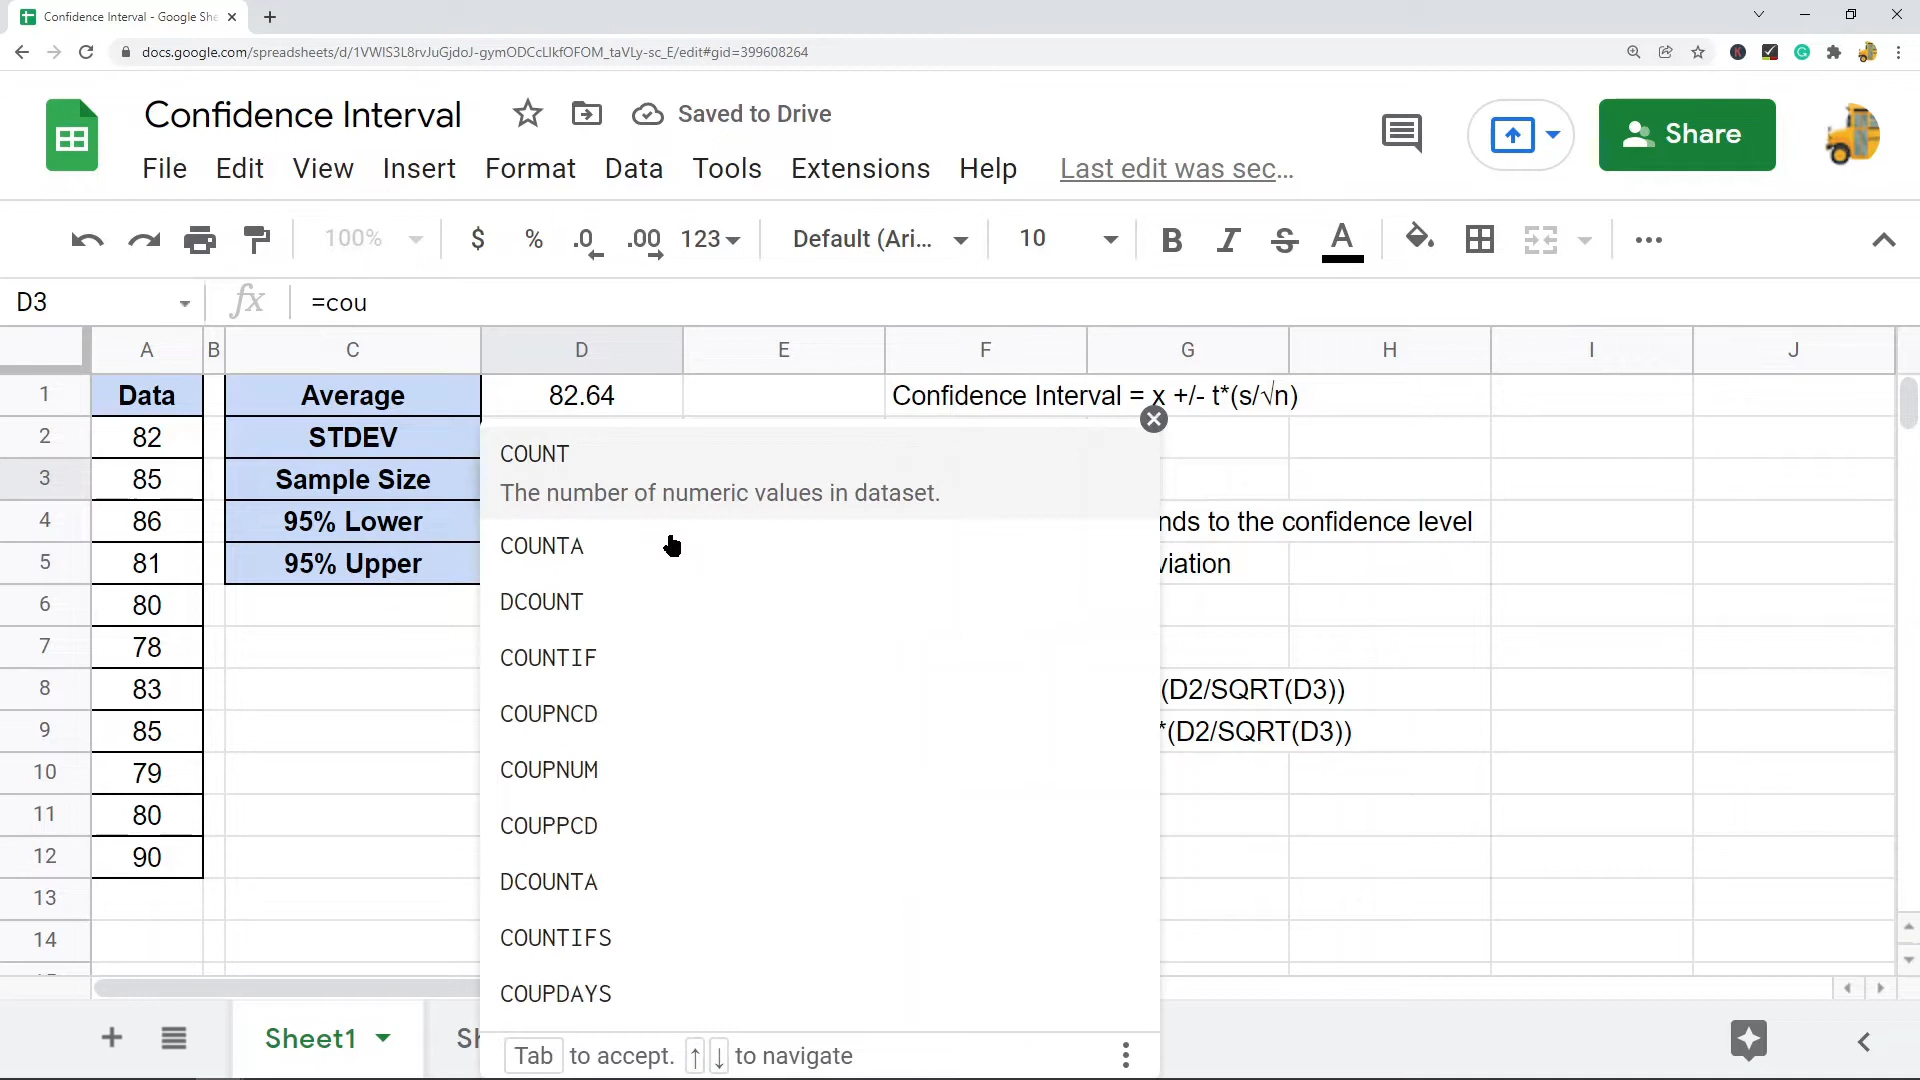 Confidence Interval - Google She
docs.google.com/spreadsheets/d/1VWIS3L8rvJuGjdoJ-gymODCcLlkfOFOM_taVLy-sc_E/edit#gid=399608264
Confidence Interval
Saved to Drive
Share
File Edit View Insert Format Data Tools Extensions Help Last edit was sec...
100% $ % .0 .00 123 Default (Ari... 10 B I S A
D3 fx =cou
A B C D E F G H I J
1 Data Average 82.64 Confidence Interval = x +/- t*(s/√n)
2 82 STDEV
COUNT
3 85 Sample Size
The number of numeric values in dataset.
4 86 95% Lower nds to the confidence level
COUNTA
5 81 95% Upper viation
6 80 DCOUNT
7 78 COUNTIF
8 83 (D2/SQRT(D3))
COUPNCD
9 85 *(D2/SQRT(D3))
10 79 COUPNUM
11 80 COUPPCD
12 90
DCOUNTA
13
14 COUNTIFS
COUPDAYS
Sheet1
Tab to accept. ↑ ↓ to navigate